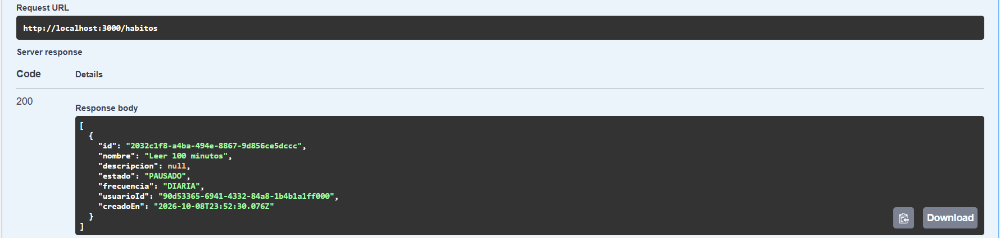 Request URL
http://localhost:3000/habitos
Server response
Code Details
200
Response body
[
{
"id": "2032c1f8-a4ba-494e-8867-9d856ce5dccc",
"nombre": "Leer 100 minutos",
"descripcion": null,
"estado": "PAUSADO",
"frecuencia": "DIARIA",
"usuarioId": "90d53365-6941-4332-84a8-1b4b1a1ff000",
"creadoEn": "2026-10-08T23:52:30.076Z"
}
]
Download